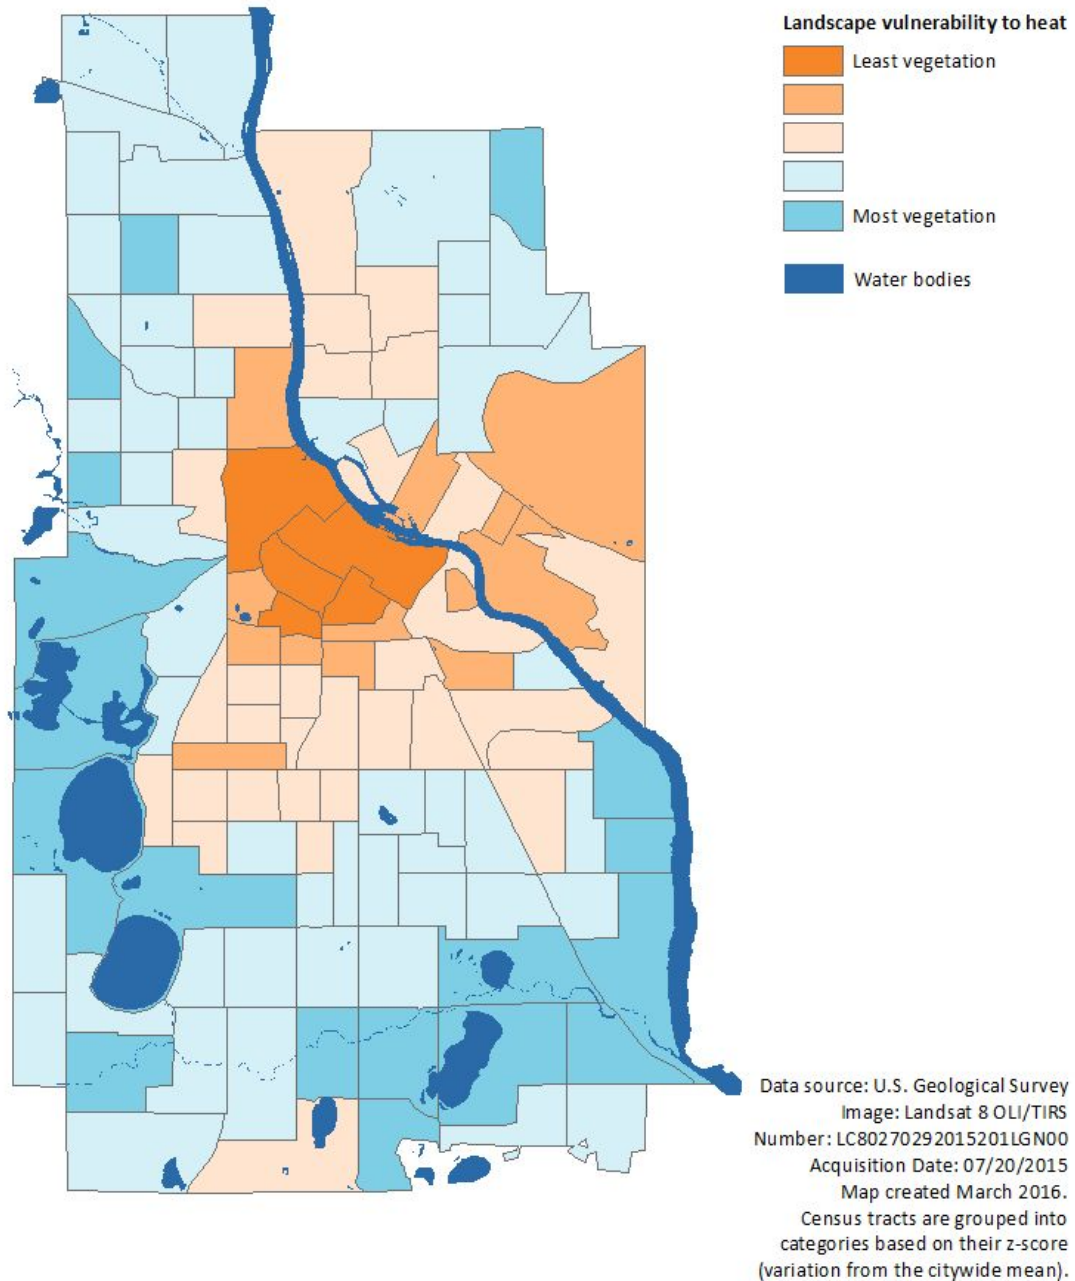 Landscape vulnerability to heat
Least vegetation
Most vegetation
Water bodies
Data source: U.S. Geological Survey
Image: Landsat 8 OLI/TIRS
Number: LC80270292015201LGN00
Acquisition Date: 07/20/2015
Map created March 2016.
Census tracts are grouped into
categories based on their z-score
(variation from the citywide mean).